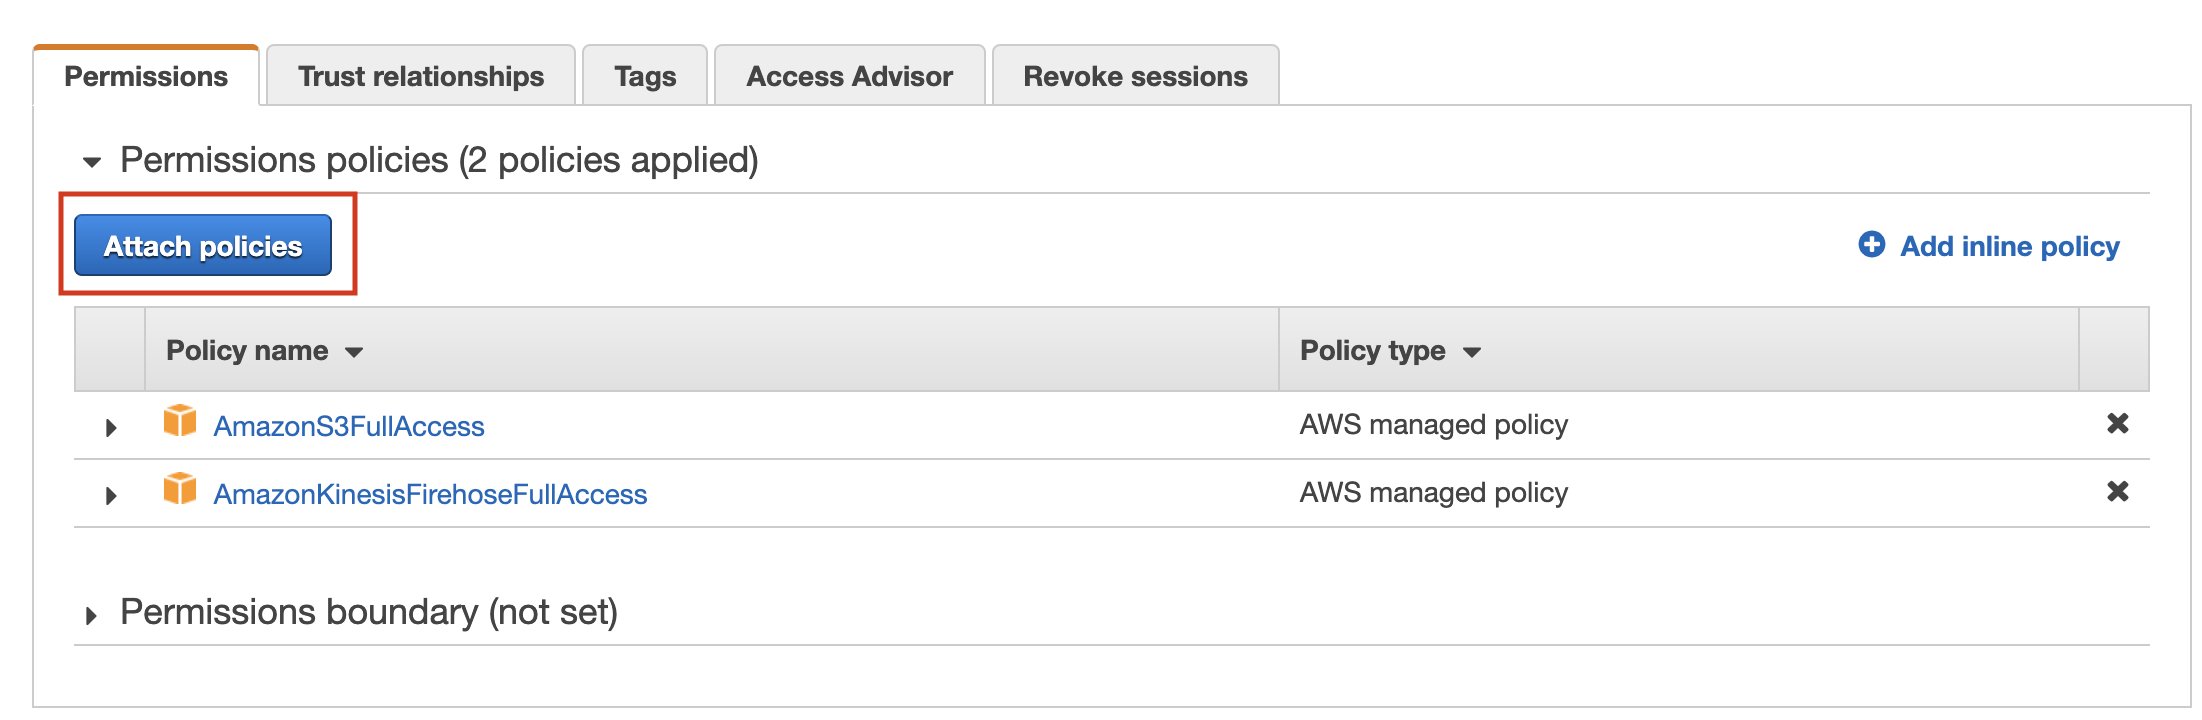 Permissions Trust relationships Tags Access Advisor Revoke sessions
Permissions policies (2 policies applied)
Attach policies Add inline policy
Policy name Policy type
AmazonS3FullAccess AWS managed policy
AmazonKinesisFirehoseFullAccess AWS managed policy
Permissions boundary (not set)